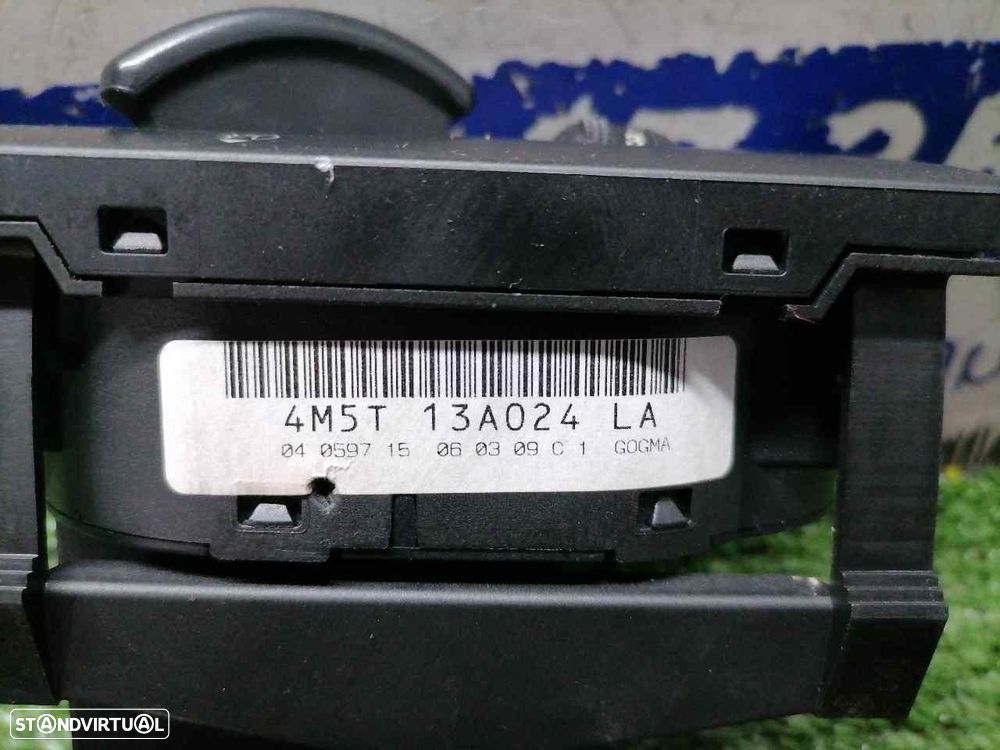 4M5T 13A024 LA
04 0597 15 06 03 09 C 1 GOGMA
STANDVIRTUAL